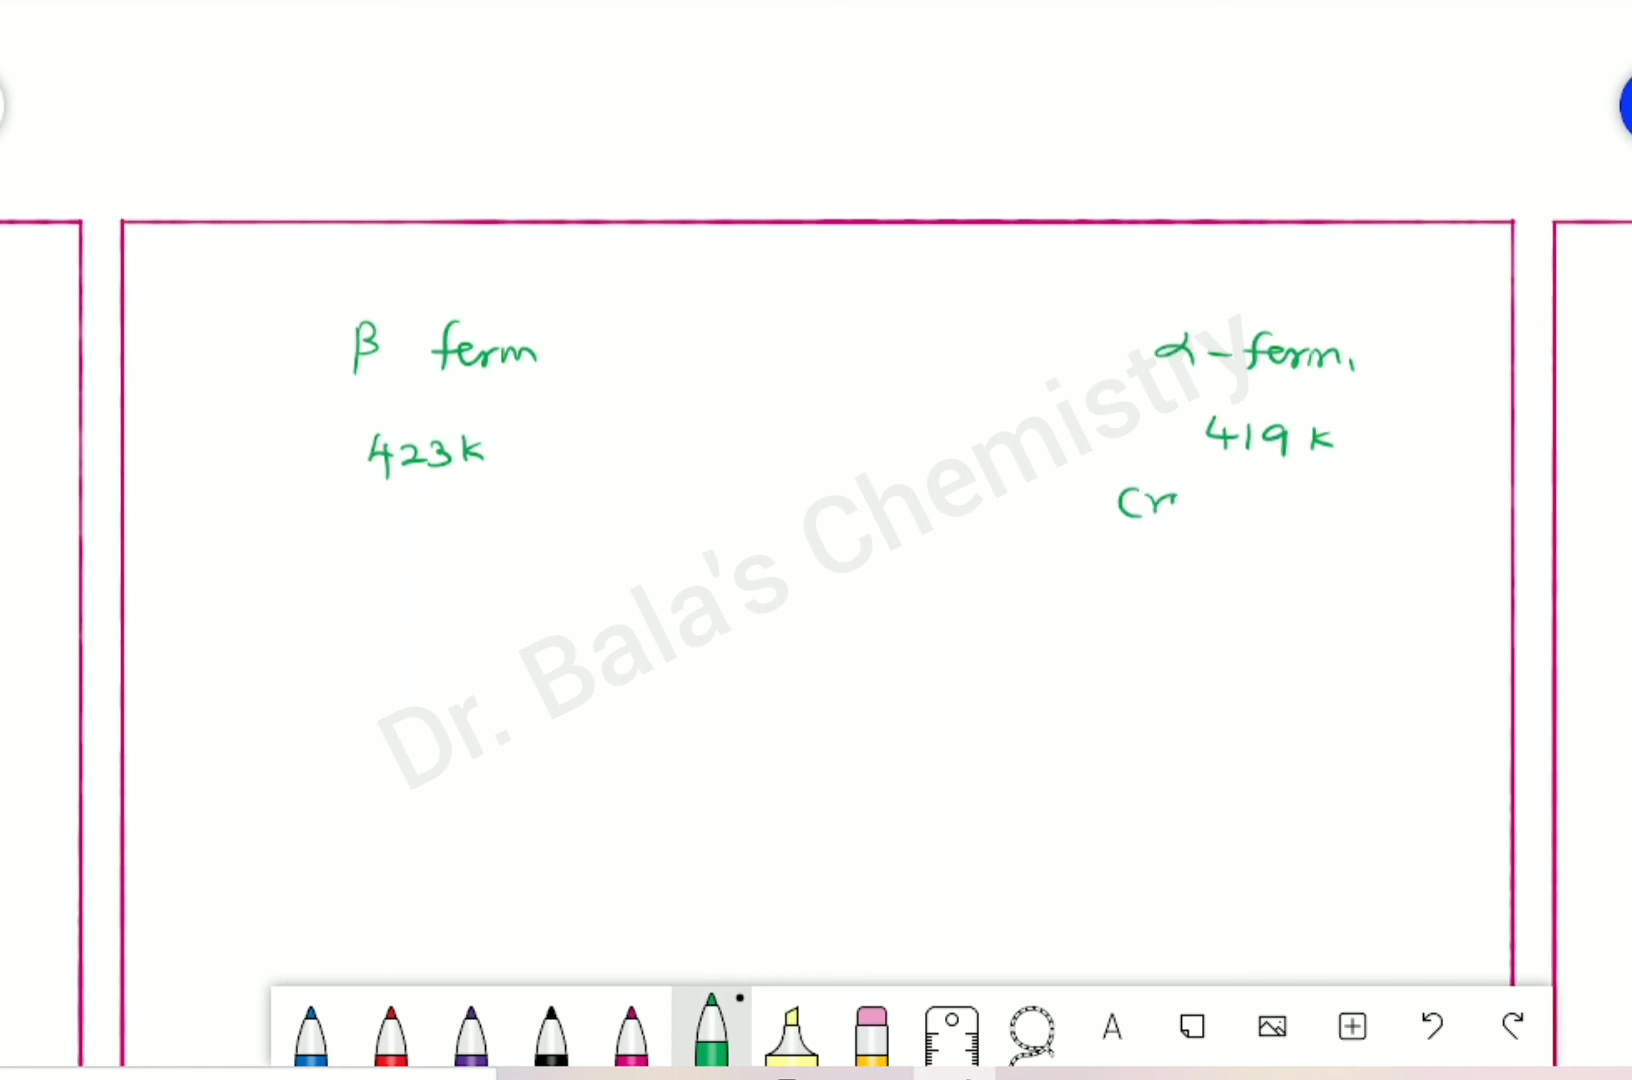 β ferm
α-ferm.
423K
419 K
Cr
Dr. Bala's Chemistry
A